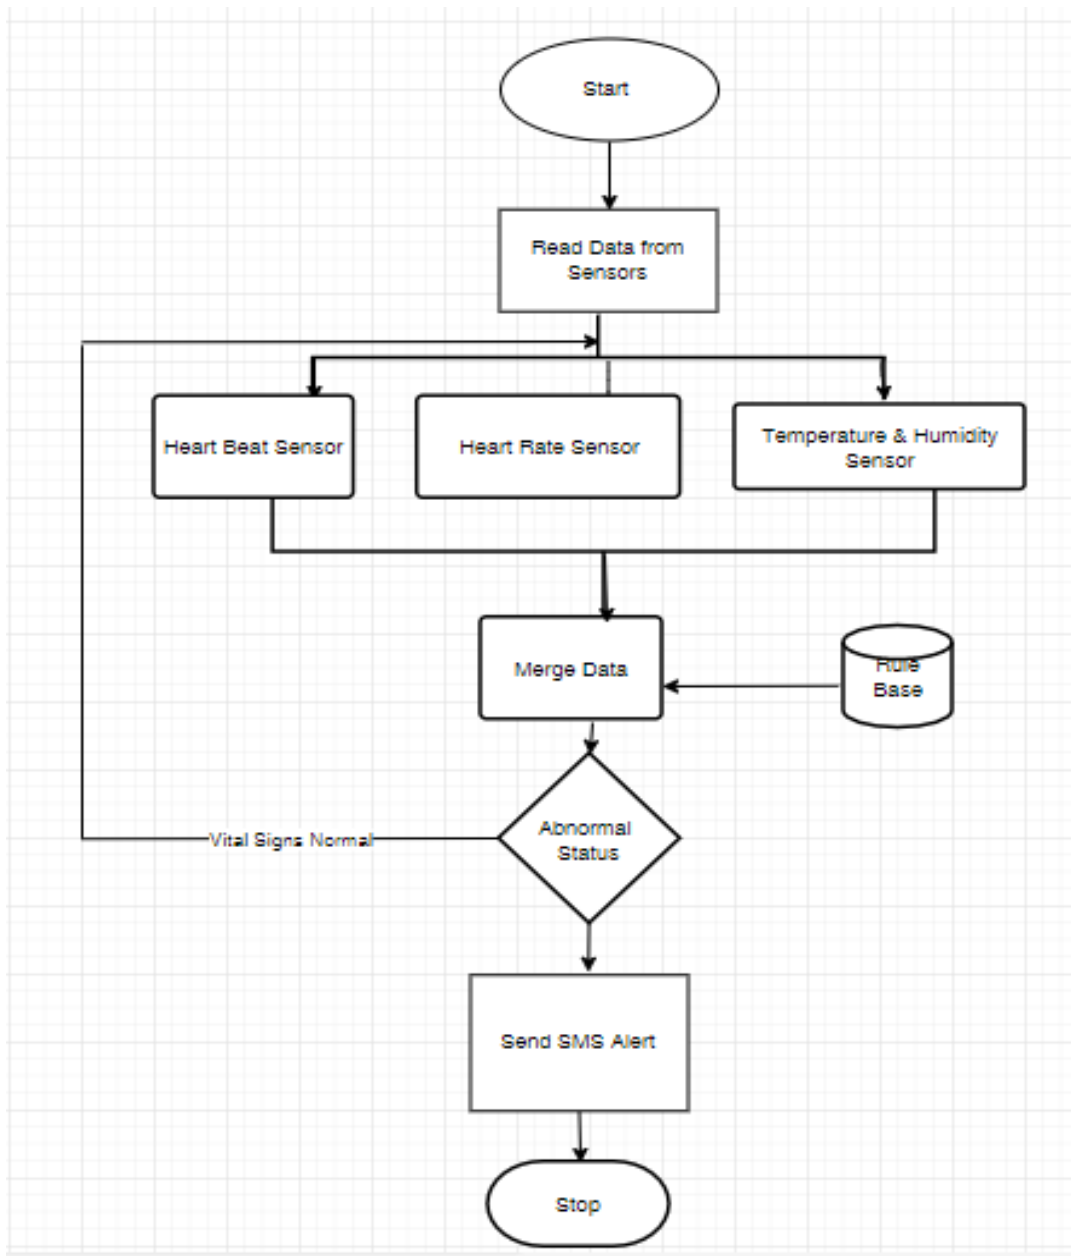 Start
Read Data from
Sensors
Heart Beat Sensor
Heart Rate Sensor
Temperature & Humidity
Sensor
Merge Data
Rule
Base
Vital Signs Normal
Abnormal
Status
Send SMS Alert
Stop